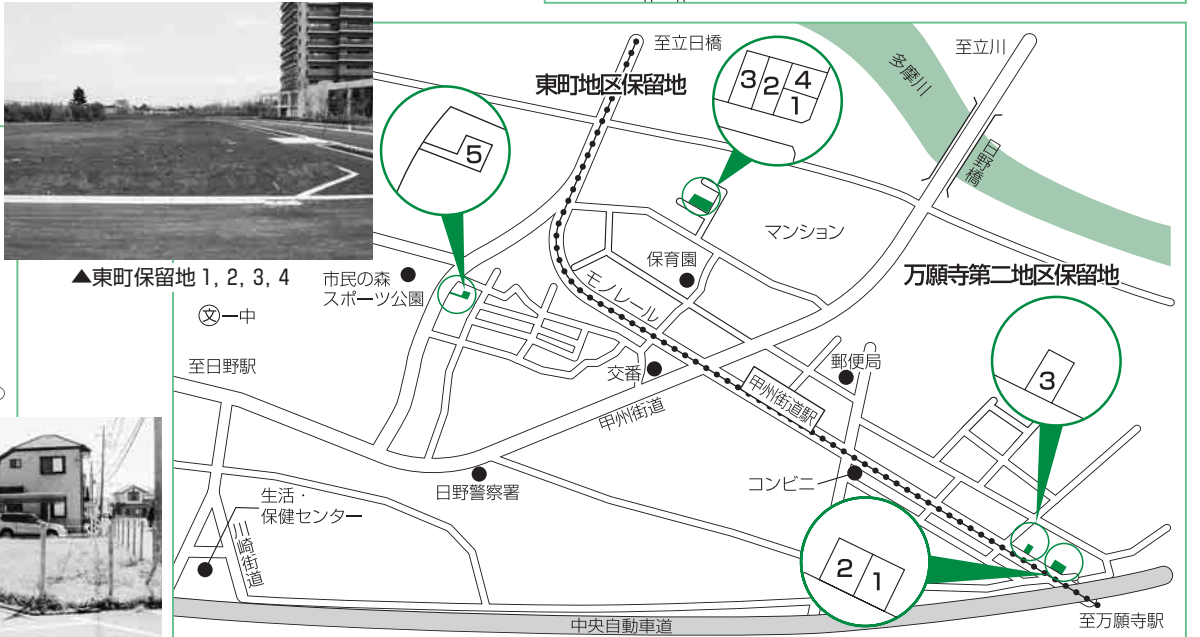 至立日橋
至立川
多摩川
東町地区保留地
3
2
4
1
5
日野橋
マンション
▲東町保留地 1, 2, 3, 4
市民の森
スポーツ公園
保育園
モノレール
万願寺第二地区保留地
文
一中
至日野駅
交番
郵便局
甲州街道駅
3
甲州街道
コンビニ
日野警察署
生活・
保健センター
川崎街道
2
1
中央自動車道
至万願寺駅